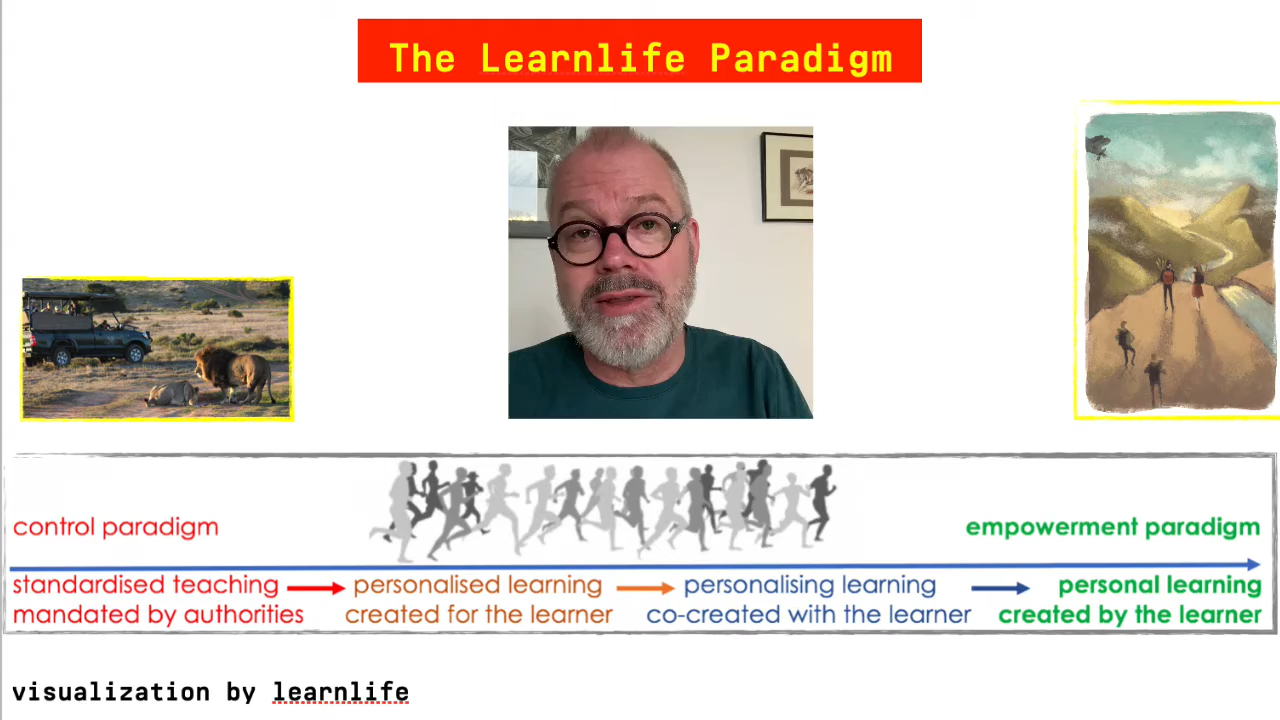 The Learnlife Paradigm
control paradigm
empowerment paradigm
standardised teaching
mandated by authorities
personalised learning
created for the learner
personalising learning
co-created with the learner
personal learning
created by the learner
visualization by learnlife